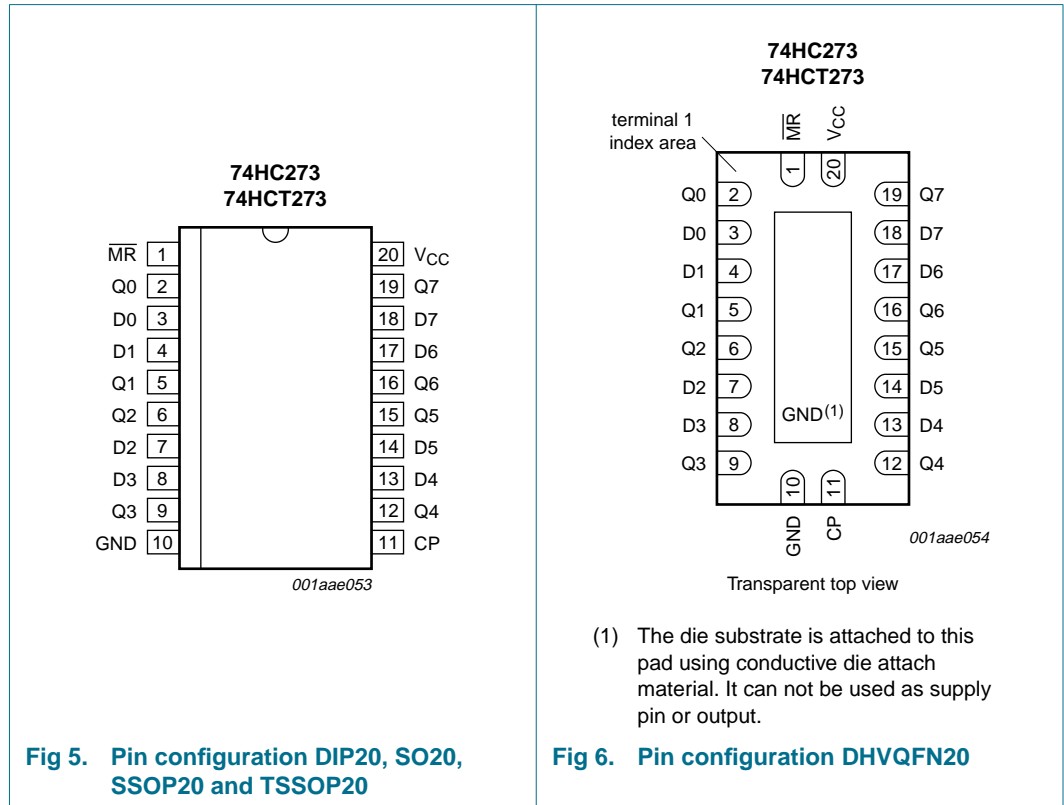 74HC273
74HCT273
MR 1
20 VCC
Q0 2
19 Q7
D0 3
18 D7
D1 4
17 D6
Q1 5
16 Q6
Q2 6
15 Q5
D2 7
14 D5
D3 8
13 D4
Q3 9
12 Q4
GND 10
11 CP
001aae053
Fig 5. Pin configuration DIP20, SO20,
SSOP20 and TSSOP20
74HC273
74HCT273
terminal 1
index area
MR
VCC
1
20
Q0 2
19 Q7
D0 3
18 D7
D1 4
17 D6
Q1 5
16 Q6
Q2 6
15 Q5
D2 7
14 D5
GND(1)
D3 8
13 D4
Q3 9
12 Q4
10
11
GND
CP
001aae054
Transparent top view
(1) The die substrate is attached to this
pad using conductive die attach
material. It can not be used as supply
pin or output.
Fig 6. Pin configuration DHVQFN20